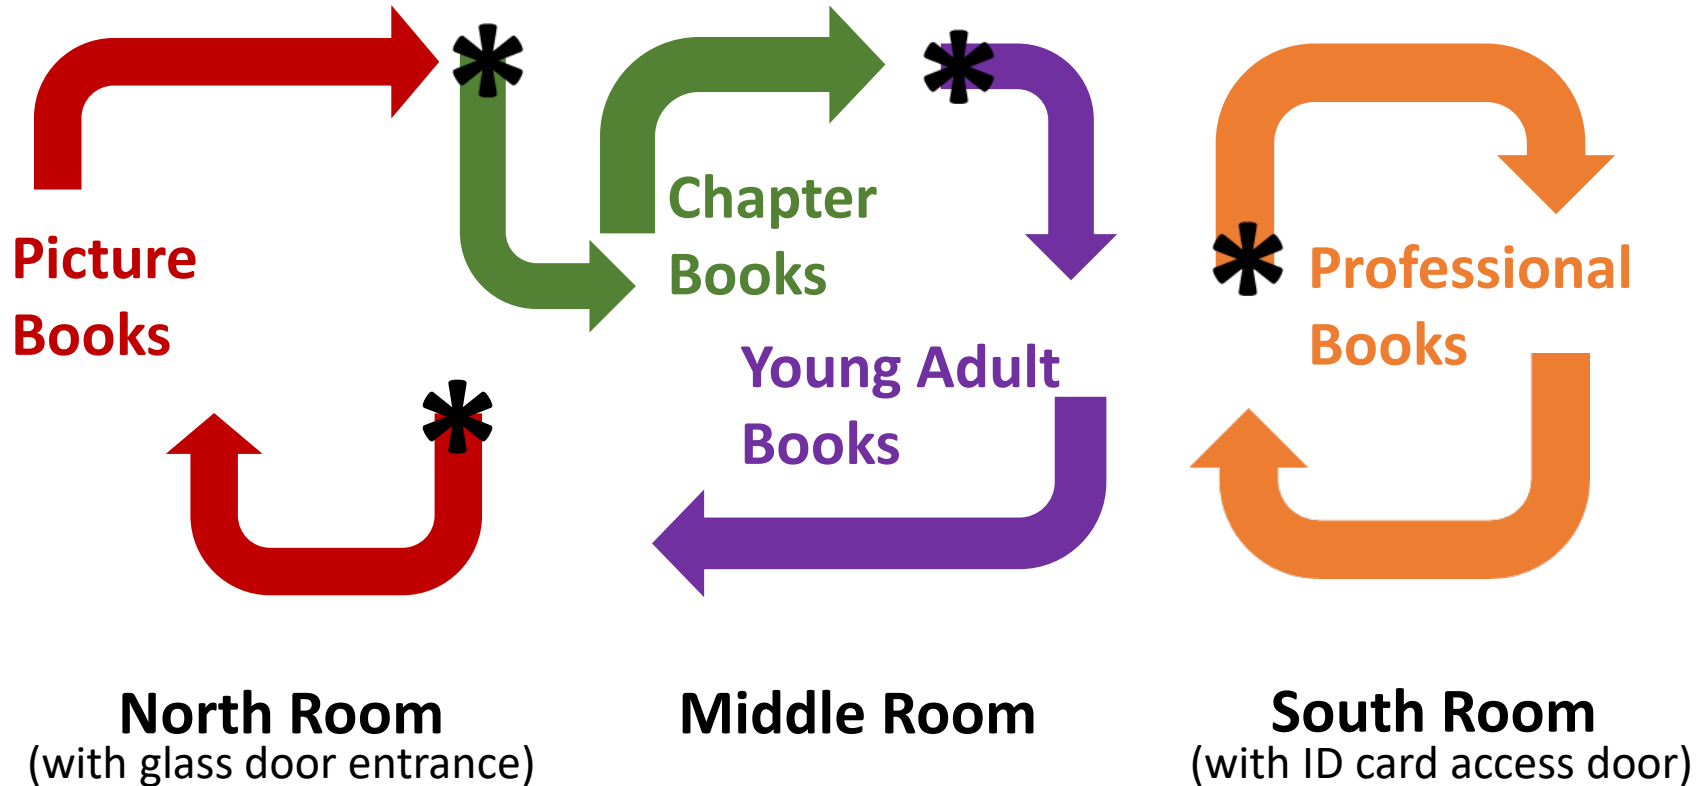 Picture
Books
Chapter
Books
Young Adult
Books
Professional
Books
North Room
(with glass door entrance)
Middle Room
South Room
(with ID card access door)